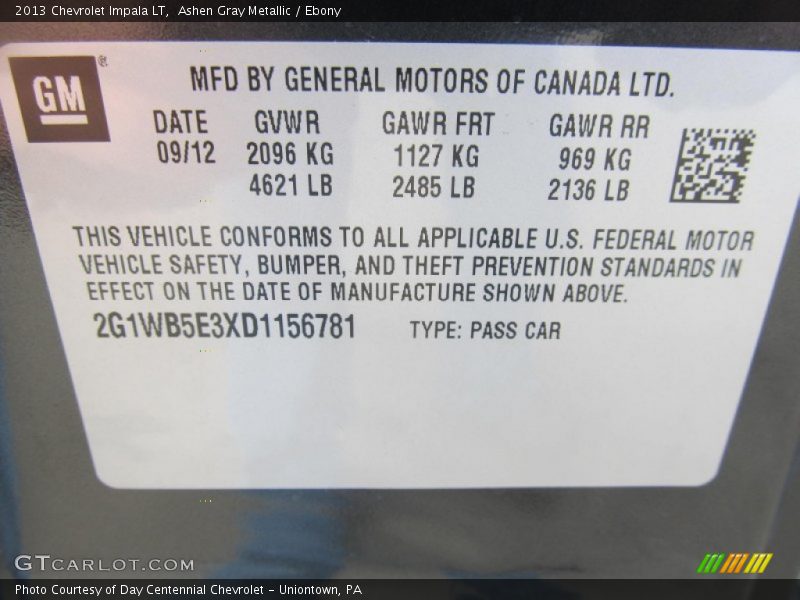 2013 Chevrolet Impala LT, Ashen Gray Metallic / Ebony
GM®
MFD BY GENERAL MOTORS OF CANADA LTD.
DATE GVWR GAWR FRT GAWR RR
09/12 2096 KG 1127 KG 969 KG
4621 LB 2485 LB 2136 LB
THIS VEHICLE CONFORMS TO ALL APPLICABLE U.S. FEDERAL MOTOR
VEHICLE SAFETY, BUMPER, AND THEFT PREVENTION STANDARDS IN
EFFECT ON THE DATE OF MANUFACTURE SHOWN ABOVE.
2G1WB5E3XD1156781 TYPE: PASS CAR
GTCARLOT.COM
Photo Courtesy of Day Centennial Chevrolet - Uniontown, PA